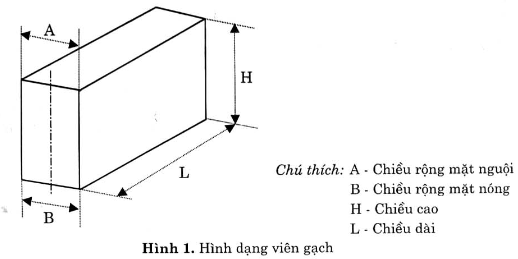 A
H
L
B
Chú thích: A - Chiều rộng mặt nguội
B - Chiều rộng mặt nóng
H - Chiều cao
L - Chiều dài
Hình 1. Hình dạng viên gạch